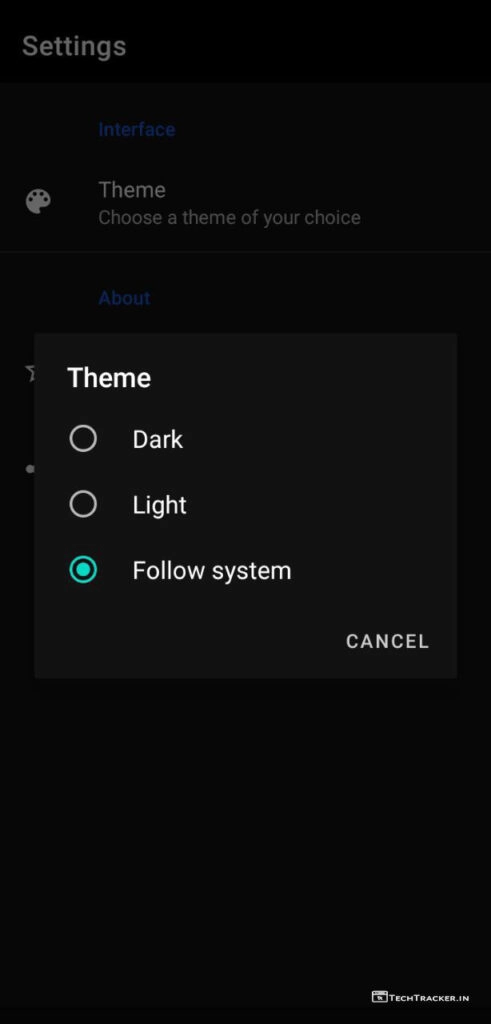 Settings
Interface
Theme
Choose a theme of your choice
About
Theme
Dark
Light
Follow system
CANCEL
TechTracker.in